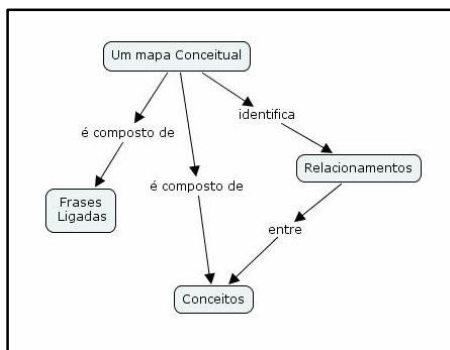 Um mapa Conceitual
identifica
é composto de
Relacionamentos
é composto de
Frases
Ligadas
entre
Conceitos